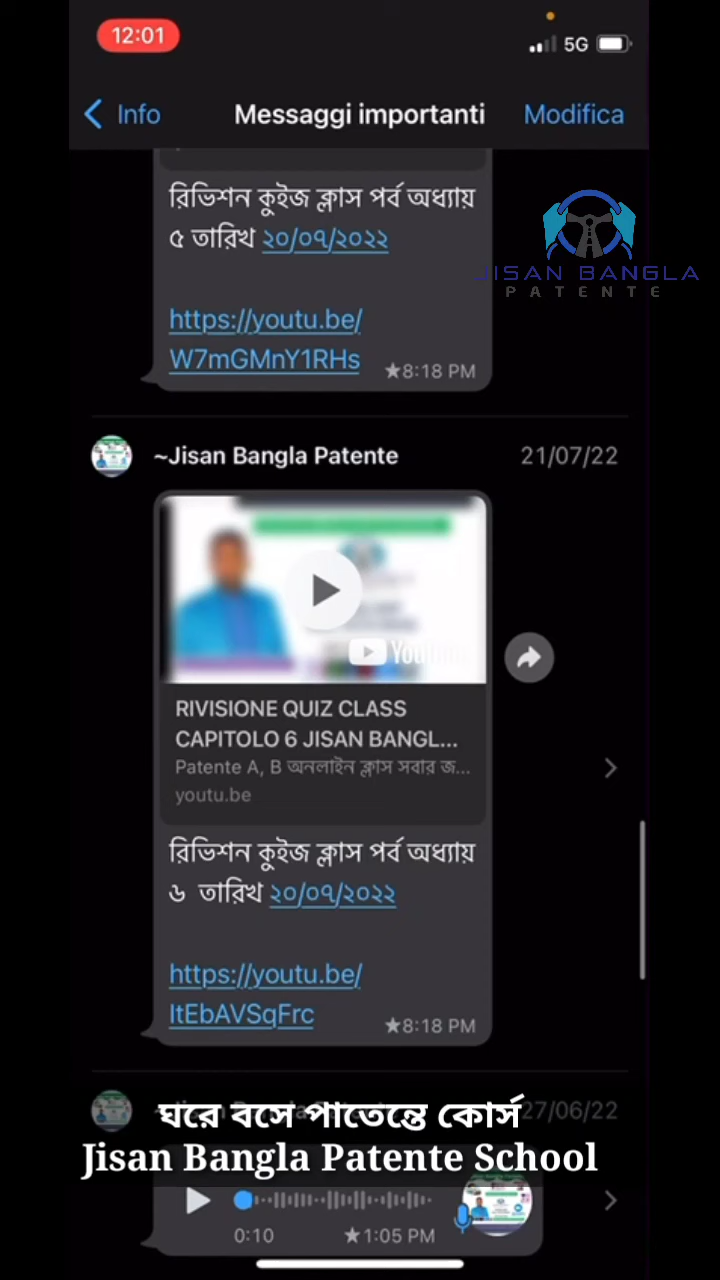 12:01
5G
Info
Messaggi importanti
Modifica
রিভিশন কুইজ ক্লাস পর্ব অধ্যায়
৫ তারিখ ২০/০৭/২০২২
JISAN BANGLA
PATENTE
https://youtu.be/
W7mGMnY1RHs
★8:18 PM
~Jisan Bangla Patente
21/07/22
YouTube
RIVISIONE QUIZ CLASS
CAPITOLO 6 JISAN BANGL...
Patente A, B অনলাইন ক্লাস সবার জ...
youtu.be
রিভিশন কুইজ ক্লাস পর্ব অধ্যায়
৬ তারিখ ২০/০৭/২০২২
https://youtu.be/
ItEbAVSqFrc
★8:18 PM
27/06/22
ঘরে বসে পাতেন্তে কোর্স
Jisan Bangla Patente School
0:10
★1:05 PM